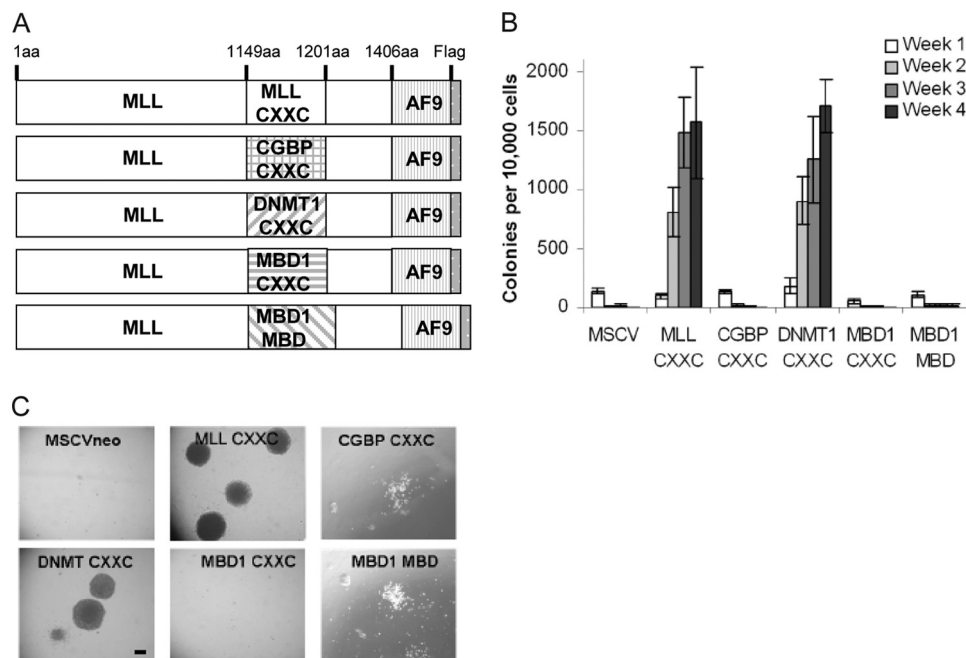 A
1aa 1149aa 1201aa 1406aa Flag
MLL MLL CXXC AF9
MLL CGBP CXXC AF9
MLL DNMT1 CXXC AF9
MLL MBD1 CXXC AF9
MLL MBD1 MBD AF9
B
Week 1
Week 2
Week 3
Week 4
Colonies per 10,000 cells
2000
1500
1000
500
0
MSCV MLL CGBP DNMT1 MBD1 MBD1
CXXC CXXC CXXC CXXC MBD
C
MSCVneo MLL CXXC CGBP CXXC
DNMT CXXC MBD1 CXXC MBD1 MBD